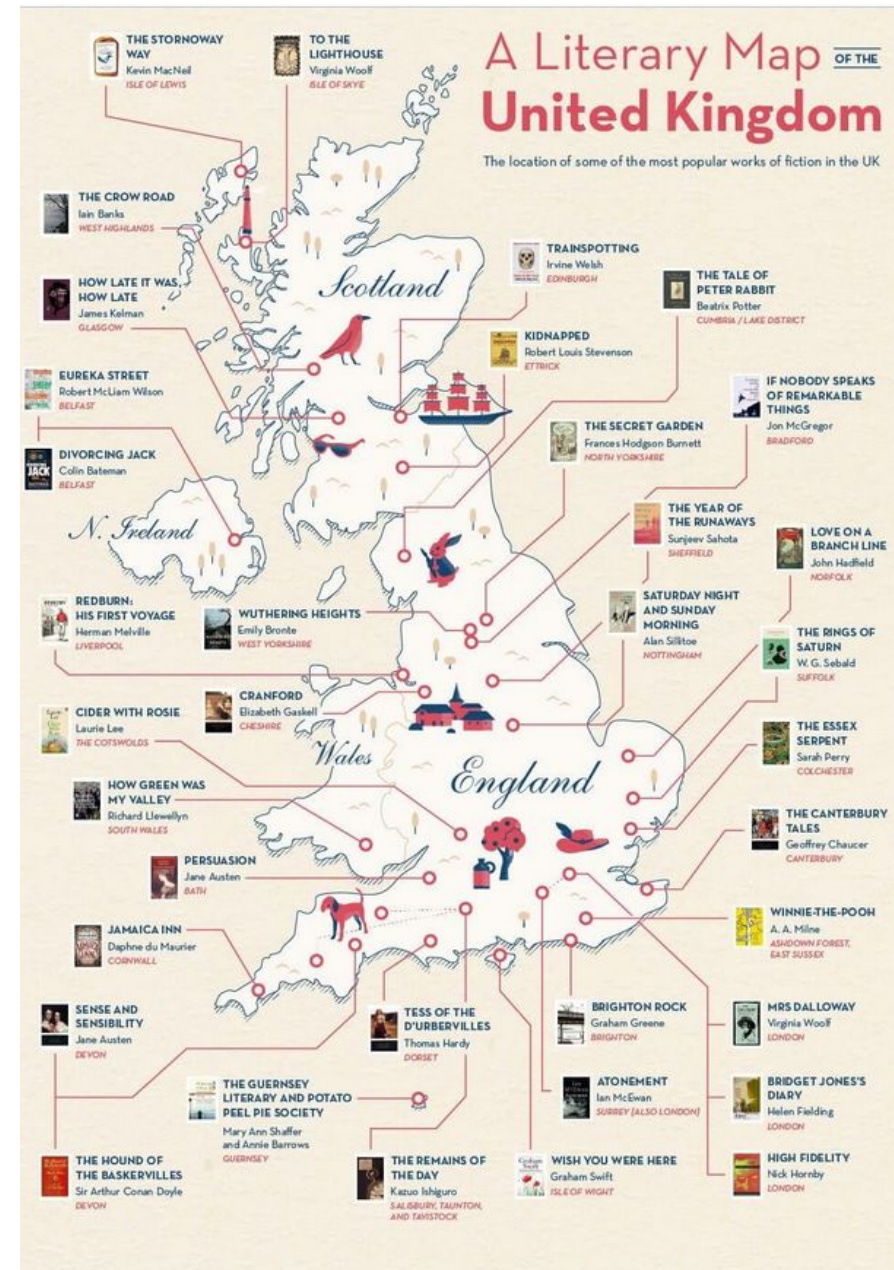 A Literary Map OF THE
United Kingdom
The location of some of the most popular works of fiction in the UK
THE STORNOWAY
WAY
Kevin MacNeil
ISLE OF LEWIS
TO THE
LIGHTHOUSE
Virginia Woolf
ISLE OF SKYE
THE CROW ROAD
Iain Banks
WEST HIGHLANDS
HOW LATE IT WAS,
HOW LATE
James Kelman
GLASGOW
EUREKA STREET
Robert McLiam Wilson
BELFAST
DIVORCING JACK
Colin Bateman
BELFAST
Scotland
TRAINSPOTTING
Irvine Welsh
EDINBURGH
THE TALE OF
PETER RABBIT
Beatrix Potter
CUMBRIA / LAKE DISTRICT
KIDNAPPED
Robert Louis Stevenson
ETTRICK
IF NOBODY SPEAKS
OF REMARKABLE
THINGS
Jon McGregor
BRADFORD
THE SECRET GARDEN
Frances Hodgson Burnett
NORTH YORKSHIRE
N. Ireland
THE YEAR OF
THE RUNAWAYS
Sunjeev Sahota
SHEFFIELD
LOVE ON A
BRANCH LINE
John Hadfield
NORFOLK
REDBURN:
HIS FIRST VOYAGE
Herman Melville
LIVERPOOL
WUTHERING HEIGHTS
Emily Bronte
WEST YORKSHIRE
SATURDAY NIGHT
AND SUNDAY
MORNING
Alan Sillitoe
NOTTINGHAM
THE RINGS OF
SATURN
W. G. Sebald
SUFFOLK
CRANFORD
Elizabeth Gaskell
CHESHIRE
CIDER WITH ROSIE
Laurie Lee
THE COTSWOLDS
Wales
England
THE ESSEX
SERPENT
Sarah Perry
COLCHESTER
HOW GREEN WAS
MY VALLEY
Richard Llewellyn
SOUTH WALES
THE CANTERBURY
TALES
Geoffrey Chaucer
CANTERBURY
PERSUASION
Jane Austen
BATH
JAMAICA INN
Daphne du Maurier
CORNWALL
WINNIE-THE-POOH
A. A. Milne
ASHDOWN FOREST,
EAST SUSSEX
SENSE AND
SENSIBILITY
Jane Austen
DEVON
TESS OF THE
D'URBERVILLES
Thomas Hardy
DORSET
BRIGHTON ROCK
Graham Greene
BRIGHTON
MRS DALLOWAY
Virginia Woolf
LONDON
THE GUERNSEY
LITERARY AND POTATO
PEEL PIE SOCIETY
Mary Ann Shaffer
and Annie Barrows
GUERNSEY
ATONEMENT
Ian McEwan
SURREY (ALSO LONDON)
BRIDGET JONES'S
DIARY
Helen Fielding
LONDON
THE HOUND OF
THE BASKERVILLES
Sir Arthur Conan Doyle
DEVON
THE REMAINS OF
THE DAY
Kazuo Ishiguro
SALISBURY, TAUNTON,
AND TAVISTOCK
WISH YOU WERE HERE
Graham Swift
ISLE OF WIGHT
HIGH FIDELITY
Nick Hornby
LONDON